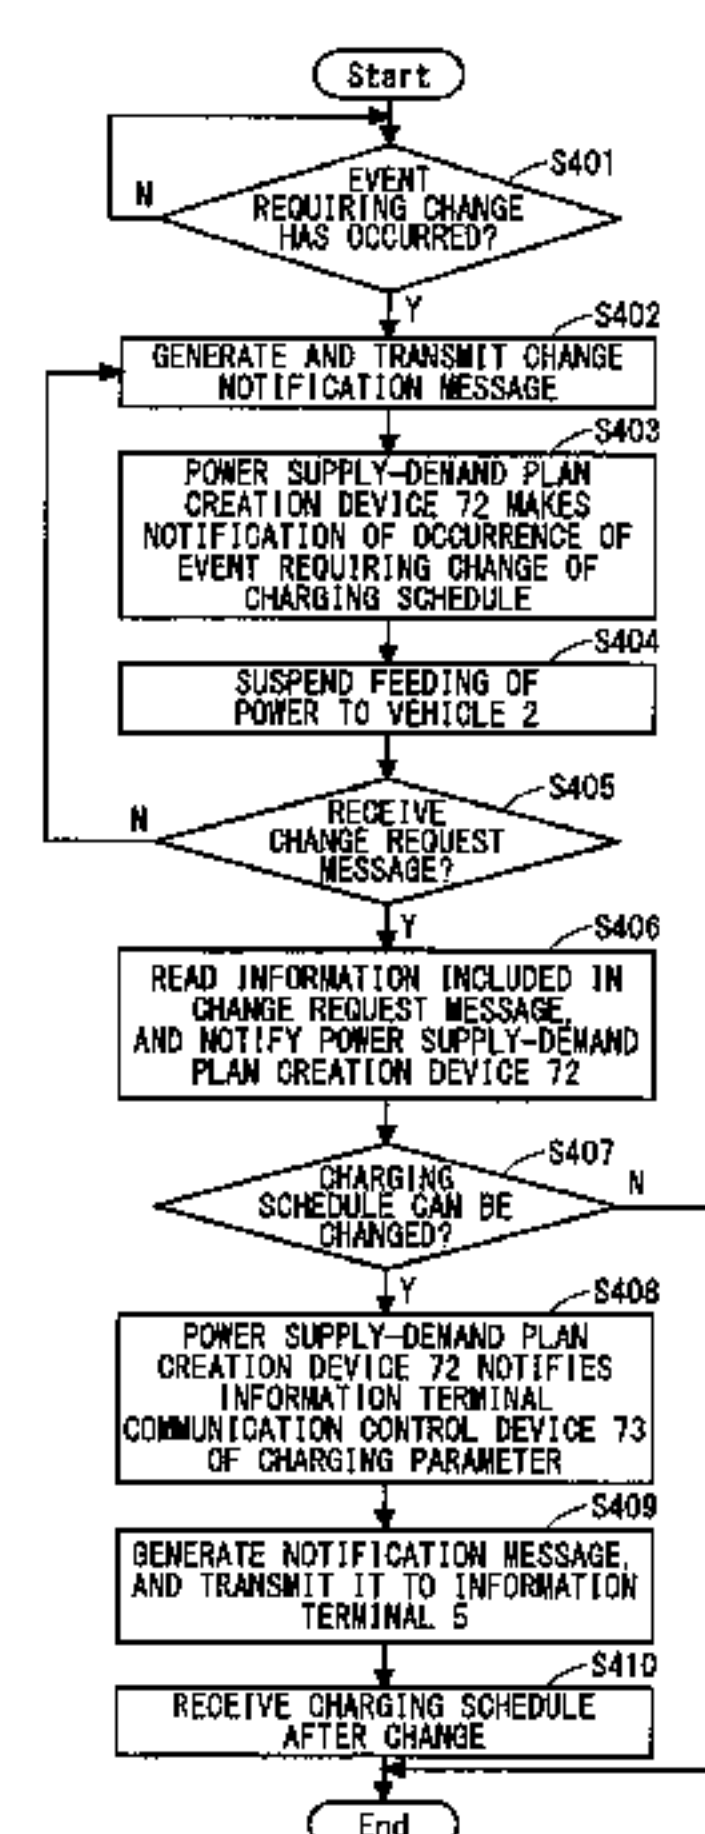 Start
S401
EVENT
REQUIRING CHANGE
HAS OCCURRED?
N
Y
S402
GENERATE AND TRANSMIT CHANGE
NOTIFICATION MESSAGE
S403
POWER SUPPLY-DEMAND PLAN
CREATION DEVICE 72 MAKES
NOTIFICATION OF OCCURRENCE OF
EVENT REQUIRING CHANGE OF
CHARGING SCHEDULE
S404
SUSPEND FEEDING OF
POWER TO VEHICLE 2
S405
RECEIVE
CHANGE REQUEST
MESSAGE?
N
Y
S406
READ INFORMATION INCLUDED IN
CHANGE REQUEST MESSAGE,
AND NOTIFY POWER SUPPLY-DEMAND
PLAN CREATION DEVICE 72
S407
CHARGING
SCHEDULE CAN BE
CHANGED?
N
Y
S408
POWER SUPPLY-DEMAND PLAN
CREATION DEVICE 72 NOTIFIES
INFORMATION TERMINAL
COMMUNICATION CONTROL DEVICE 73
OF CHARGING PARAMETER
S409
GENERATE NOTIFICATION MESSAGE,
AND TRANSMIT IT TO INFORMATION
TERMINAL 5
S410
RECEIVE CHARGING SCHEDULE
AFTER CHANGE
End